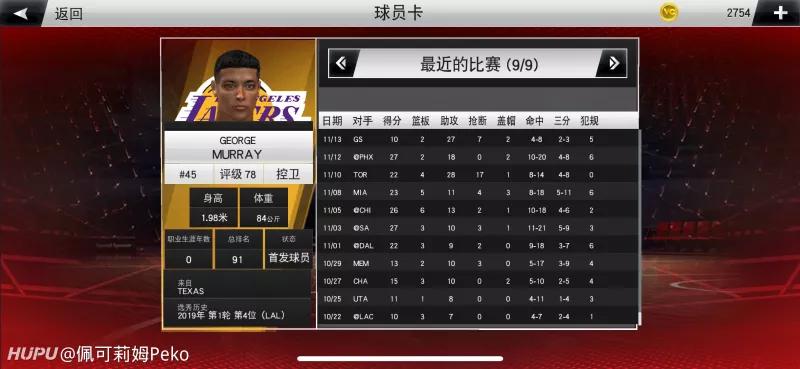 返回
球员卡
VC
2754
LOS ANGELES
LAKERS
GEORGE
MURRAY
#45 评级 78 控卫
身高 体重
1.98米 84公斤
职业生涯年数 总排名 状态
0 91 首发球员
来自
TEXAS
选秀历史
2019年 第1轮 第4位 (LAL)
最近的比赛 (9/9)
日期 对手 得分 篮板 助攻 抢断 盖帽 命中 三分 犯规
11/13 GS 10 2 27 7 2 4-8 2-3 5
11/12 @PHX 27 2 18 0 2 10-20 4-8 6
11/10 TOR 22 4 28 17 1 8-14 4-8 0
11/08 MIA 23 5 11 4 3 8-18 5-11 6
11/05 @CHI 26 6 13 2 1 10-18 4-6 2
11/03 @SA 27 3 10 3 1 11-21 5-9 3
11/01 @DAL 22 3 9 2 0 9-18 3-7 6
10/29 MEM 13 2 10 3 0 5-17 3-9 4
10/27 CHA 15 3 10 2 0 5-10 2-5 4
10/25 UTA 11 1 8 0 0 4-11 1-4 3
10/22 @LAC 10 3 7 0 0 4-7 2-4 1
HUPU@佩可莉姆Peko